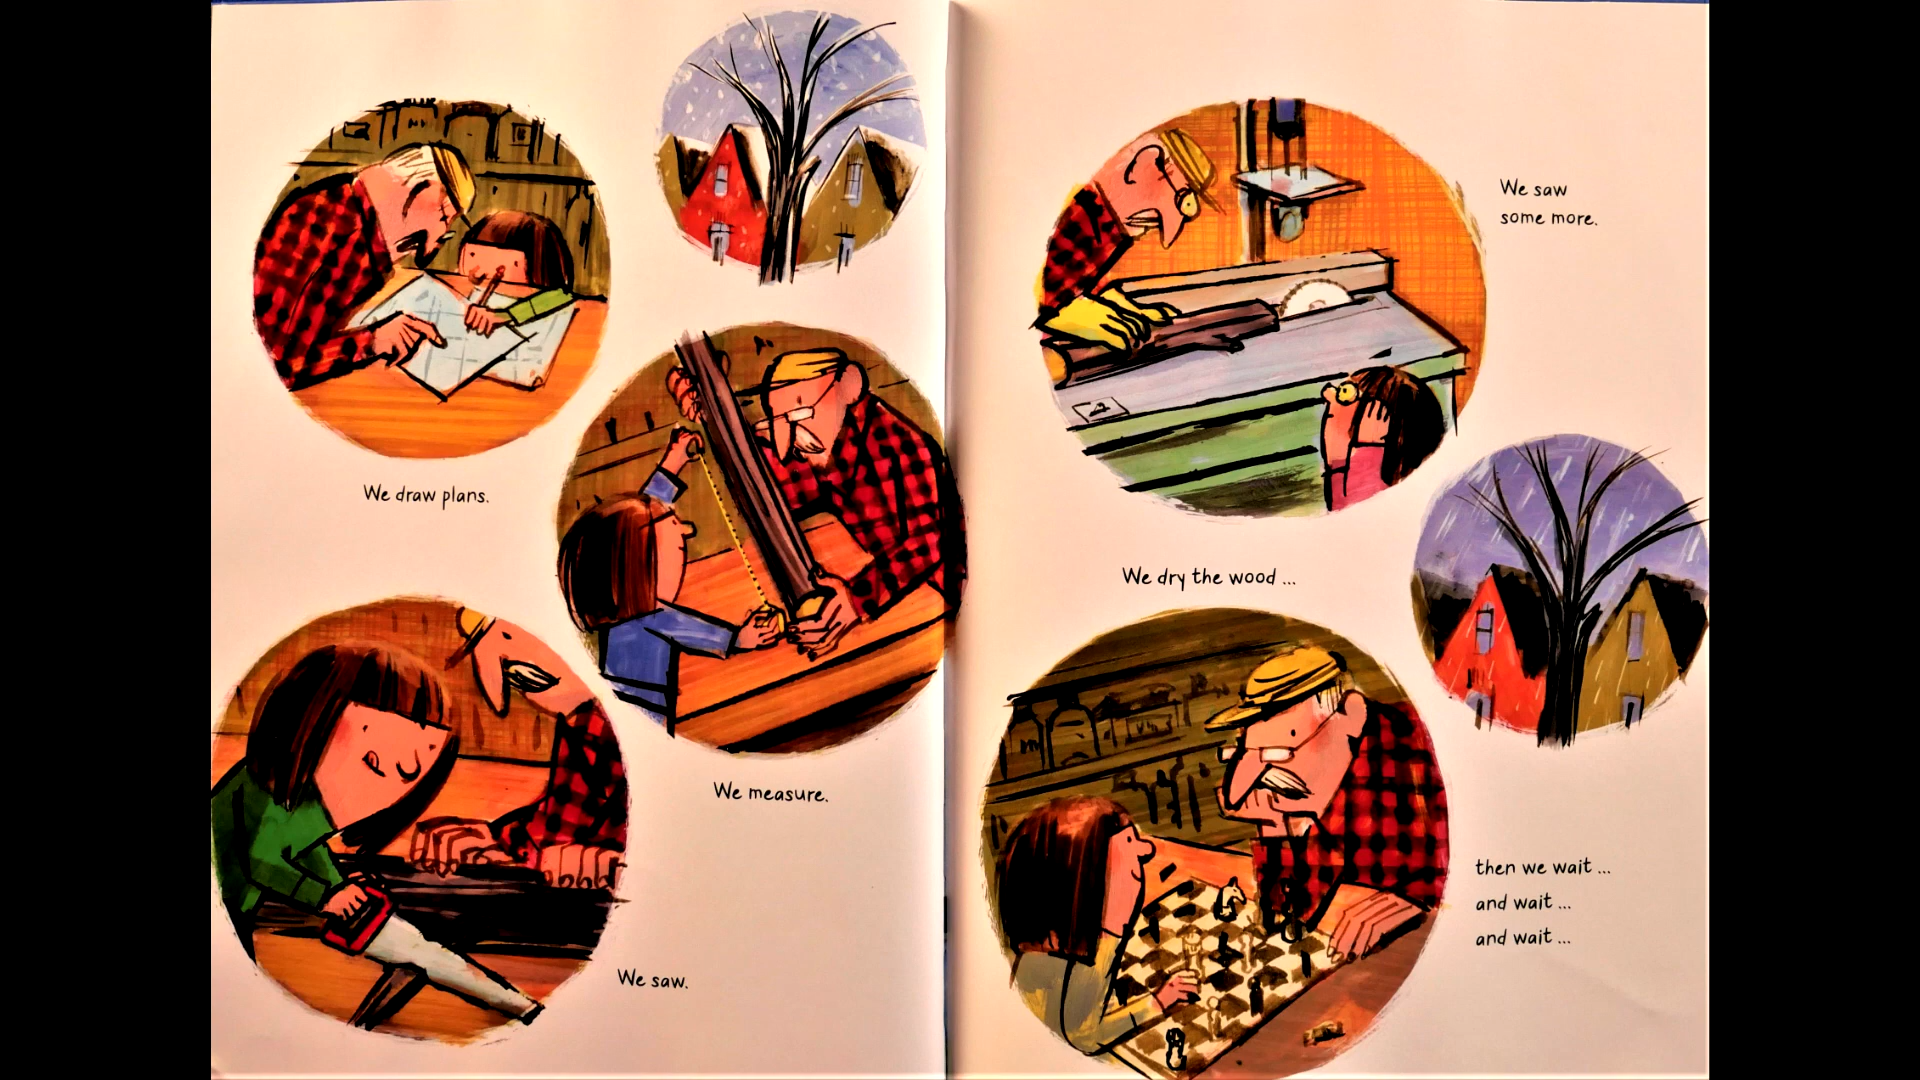 We draw plans.
We measure.
We saw.
We saw
some more.
We dry the wood ...
then we wait ...
and wait ...
and wait ...